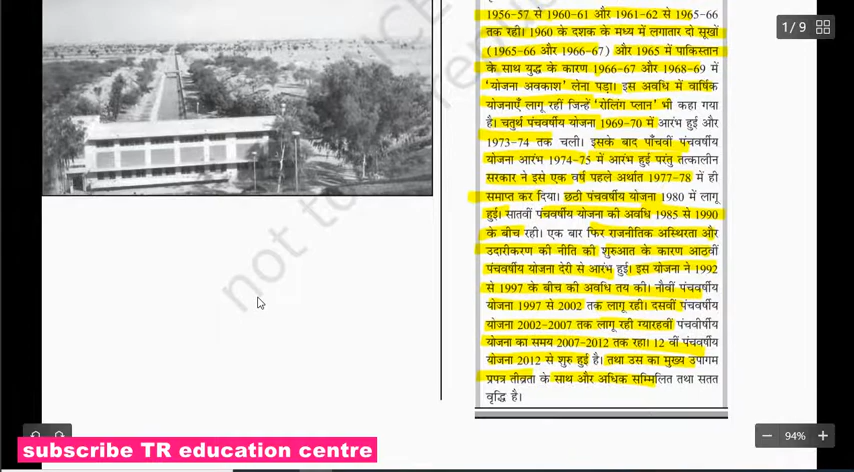 1956-57 से 1960-61 और 1961-62 से 1965-66
तक रही। 1960 के दशक के मध्य में लगातार दो सूखों
(1965-66 और 1966-67) और 1965 में पाकिस्तान
के साथ युद्ध के कारण 1966-67 और 1968-69 में
'योजना अवकाश' लेना पड़ा। इस अवधि में वार्षिक
योजनाएँ लागू रहीं जिन्हें 'रोलिंग प्लान' भी कहा गया
है। चतुर्थ पंचवर्षीय योजना 1969-70 में आरंभ हुई और
1973-74 तक चली। इसके बाद पाँचवीं पंचवर्षीय
योजना आरंभ 1974-75 में आरंभ हुई परंतु तत्कालीन
सरकार ने इसे एक वर्ष पहले अर्थात 1977-78 में ही
समाप्त कर दिया। छठी पंचवर्षीय योजना 1980 में लागू
हुई। सातवीं पंचवर्षीय योजना की अवधि 1985 से 1990
के बीच रही। एक बार फिर राजनीतिक अस्थिरता और
उदारीकरण की नीति की शुरुआत के कारण आठवीं
पंचवर्षीय योजना देरी से आरंभ हुई। इस योजना ने 1992
से 1997 के बीच की अवधि तय की। नौवीं पंचवर्षीय
योजना 1997 से 2002 तक लागू रही। दसवीं पंचवर्षीय
योजना 2002-2007 तक लागू रही ग्यारहवीं पंचवीर्षीय
योजना का समय 2007-2012 तक रहा। 12 वीं पंचवर्षीय
योजना 2012 से शुरु हुई है। तथा उस का मुख्य उपागम
प्रपत्र तीव्रता के साथ और अधिक सम्मिलित तथा सतत
वृद्धि है।
1/9
not to
94%
subscribe TR education centre